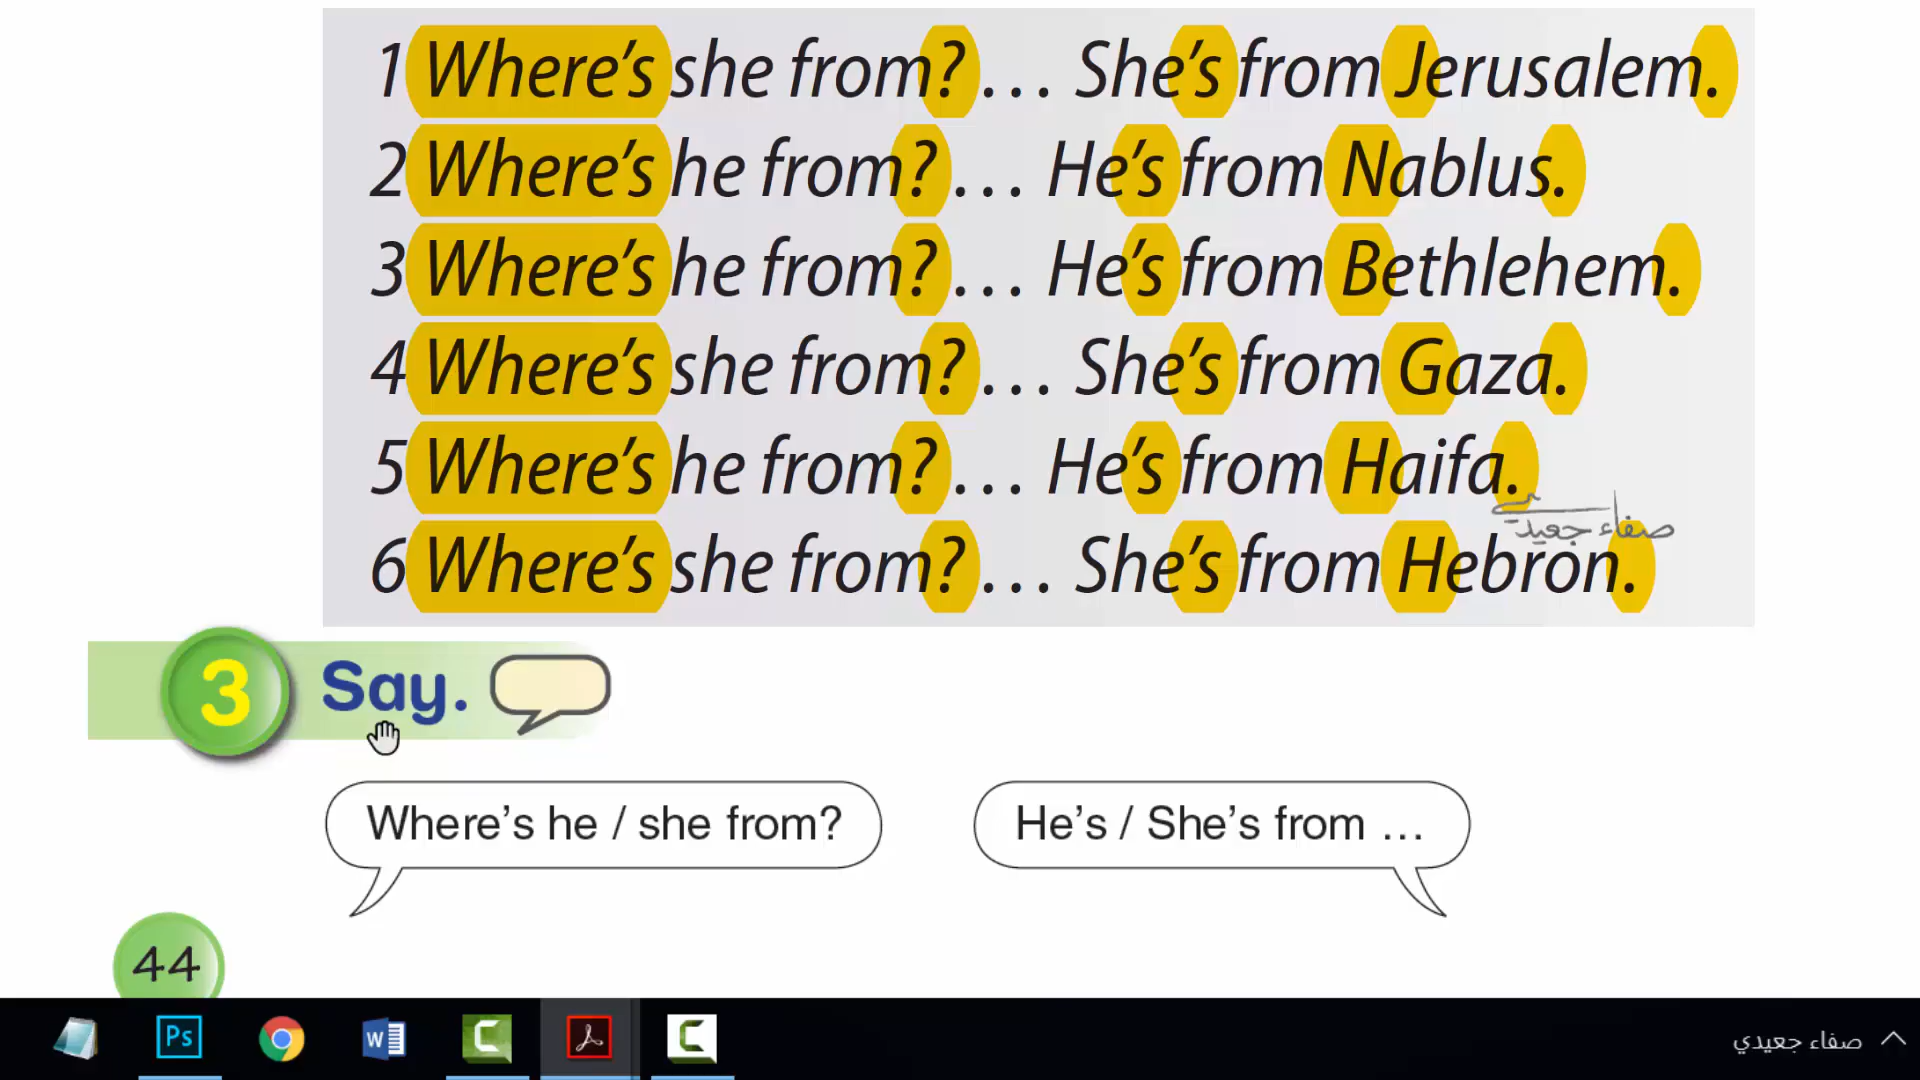 1 Where’s she from? … She’s from Jerusalem.
2 Where’s he from? … He’s from Nablus.
3 Where’s he from? … He’s from Bethlehem.
4 Where’s she from? … She’s from Gaza.
5 Where’s he from? … He’s from Haifa.
صفاء جعيدي
6 Where’s she from? … She’s from Hebron.
3 Say.
Where’s he / she from?
He’s / She’s from …
44
Ps
W
صفاء جعيدي